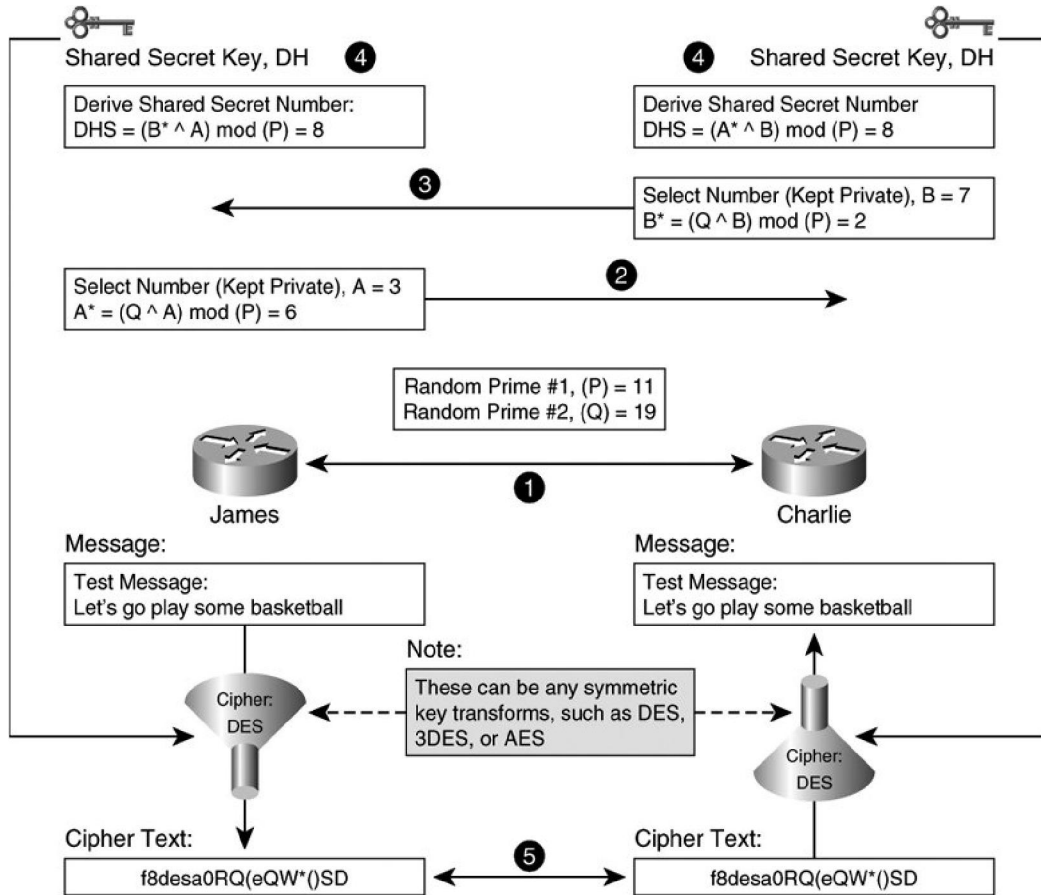 Shared Secret Key, DH
4
4
Shared Secret Key, DH
Derive Shared Secret Number:
DHS = (B* ^ A) mod (P) = 8
Derive Shared Secret Number
DHS = (A* ^ B) mod (P) = 8
3
Select Number (Kept Private), B = 7
B* = (Q ^ B) mod (P) = 2
Select Number (Kept Private), A = 3
A* = (Q ^ A) mod (P) = 6
2
Random Prime #1, (P) = 11
Random Prime #2, (Q) = 19
1
James
Charlie
Message:
Test Message:
Let's go play some basketball
Message:
Test Message:
Let's go play some basketball
Note:
These can be any symmetric
key transforms, such as DES,
3DES, or AES
Cipher:
DES
Cipher:
DES
Cipher Text:
f8desa0RQ(eQW*()SD
5
Cipher Text:
f8desa0RQ(eQW*()SD